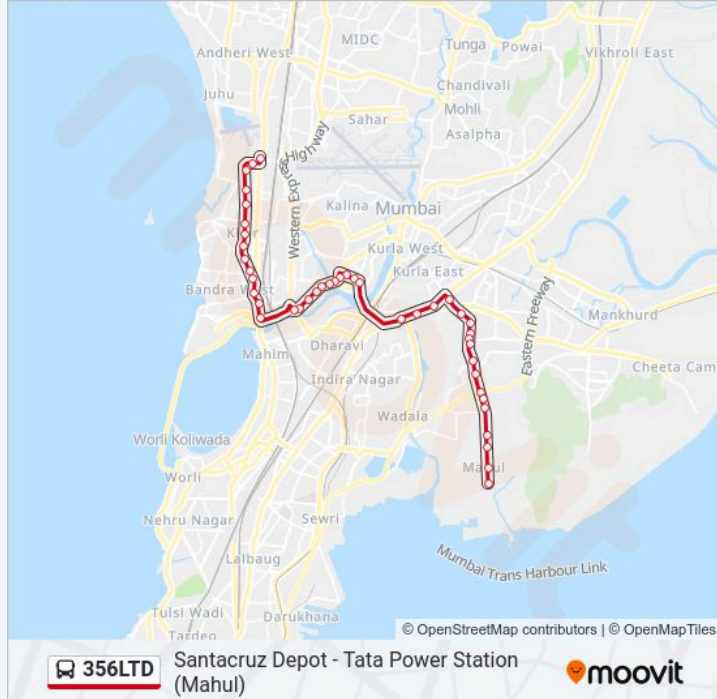 MIDC
Tunga
Powai
Andheri West
Vikhroli East
Chandivali
Juhu
Mohli
Sahar
Asalpha
Highway
Western Expres
Kalina
Mumbai
Khar
Kurla West
Kurla East
Bandra West
Eastern Freeway
Mankhurd
Dharavi
Mahim
Cheeta Cam
Indira Nagar
Wadala
Worli Koliwada
Worli
Mahul
Nehru Nagar
Sewri
Lalbaug
Mumbai Trans Harbour Link
Tulsi Wadi
Darukhana
Tardeo
© OpenStreetMap contributors | © OpenMapTiles
356LTD
Santacruz Depot - Tata Power Station
(Mahul)
moovit